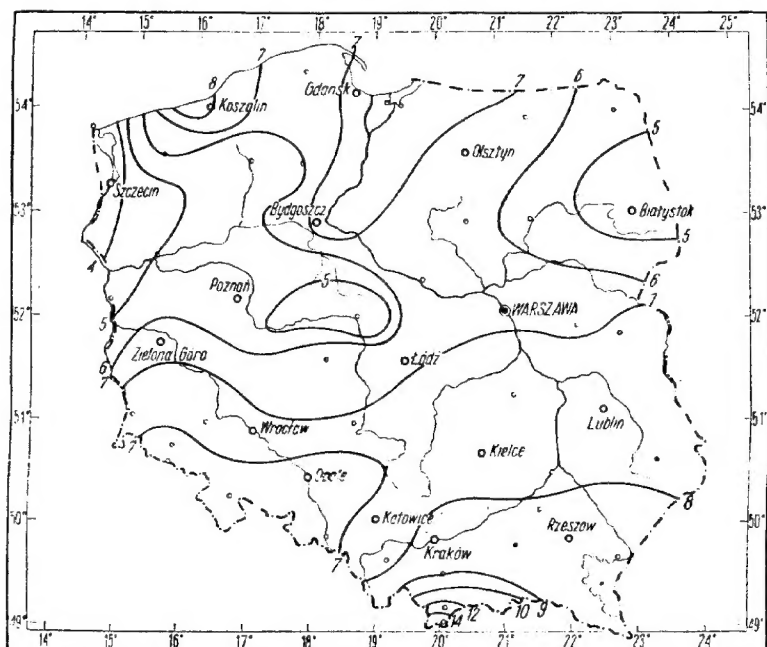 14° 15° 16° 17° 18° 19° 20° 21° 22° 23° 24° 25°
7 7
8 7 6
Koszalin Gdańsk
54° 54°
5
Olsztyn
Szczecin
53° Białystok 53°
Bydgoszcz
5
4
6
Poznań 5 7
52° WARSZAWA 52°
5
Zielona Góra Łódź
6
7
51° Lublin 51°
7 Wrocław
Kielce
Opole
8
50° Katowice 50°
Kraków Rzeszów
7
49° 14 12 10 9 49°
14° 15° 16° 17° 18° 19° 20° 21° 22° 23° 24°